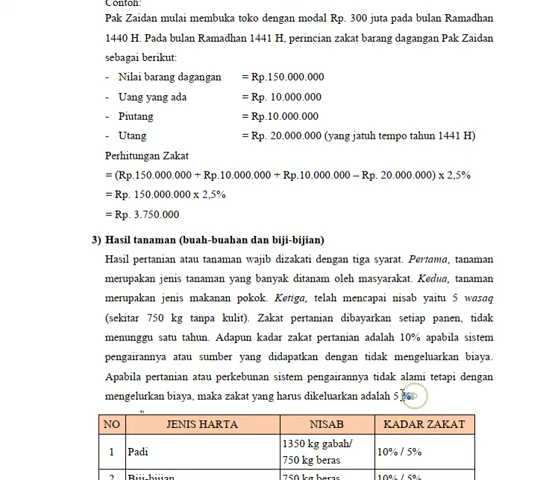 Contoh:
Pak Zaidan mulai membuka toko dengan modal Rp. 300 juta pada bulan Ramadhan
1440 H. Pada bulan Ramadhan 1441 H, perincian zakat barang dagangan Pak Zaidan
sebagai berikut:
- Nilai barang dagangan = Rp.150.000.000
- Uang yang ada = Rp. 10.000.000
- Piutang = Rp.10.000.000
- Utang = Rp. 20.000.000 (yang jatuh tempo tahun 1441 H)
Perhitungan Zakat
= (Rp.150.000.000 + Rp.10.000.000 + Rp.10.000.000 – Rp. 20.000.000) x 2,5%
= Rp. 150.000.000 x 2,5%
= Rp. 3.750.000
3) Hasil tanaman (buah-buahan dan biji-bijian)
Hasil pertanian atau tanaman wajib dizakati dengan tiga syarat. Pertama, tanaman
merupakan jenis tanaman yang banyak ditanam oleh masyarakat. Kedua, tanaman
merupakan jenis makanan pokok. Ketiga, telah mencapai nisab yaitu 5 wasaq
(sekitar 750 kg tanpa kulit). Zakat pertanian dibayarkan setiap panen, tidak
menunggu satu tahun. Adapun kadar zakat pertanian adalah 10% apabila sistem
pengairannya atau sumber yang didapatkan dengan tidak mengeluarkan biaya.
Apabila pertanian atau perkebunan sistem pengairannya tidak alami tetapi dengan
mengelurkan biaya, maka zakat yang harus dikeluarkan adalah 5%
NO JENIS HARTA NISAB KADAR ZAKAT
1 Padi 1350 kg gabah/ 10% / 5%
750 kg beras
2 Biji-bijian 750 kg beras 10% / 5%